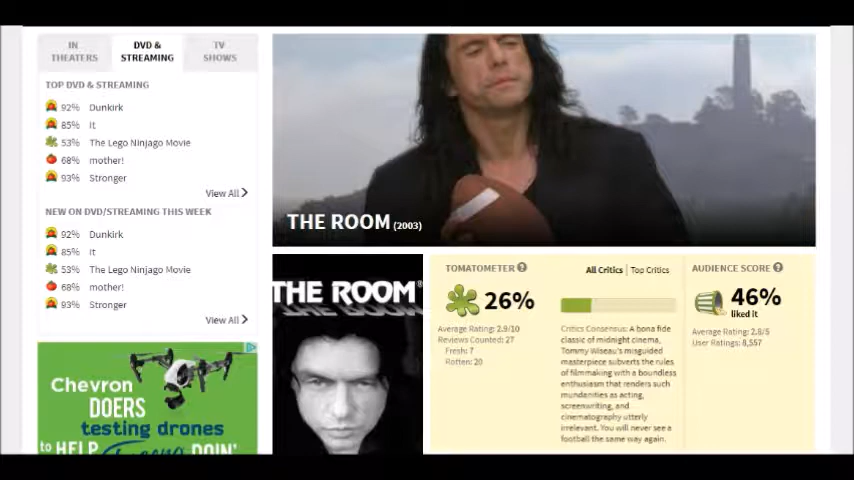 IN THEATERS
DVD & STREAMING
TV SHOWS
TOP DVD & STREAMING
92% Dunkirk
85% It
53% The Lego Ninjago Movie
68% mother!
93% Stronger
View All
NEW ON DVD/STREAMING THIS WEEK
92% Dunkirk
85% It
53% The Lego Ninjago Movie
68% mother!
93% Stronger
View All
Chevron
DOERS
testing drones
to HELP
DOIN'
THE ROOM (2003)
THE ROOM
TOMATOMETER
26%
Average Rating: 2.9/10
Reviews Counted: 27
Fresh: 7
Rotten: 20
All Critics | Top Critics
Critics Consensus: A bona fide
classic of midnight cinema,
Tommy Wiseau's misguided
masterpiece subverts the rules
of filmmaking with a boundless
enthusiasm that renders such
mundanities as acting,
screenwriting, and
cinematography utterly
irrelevant. You will never see a
football the same way again.
AUDIENCE SCORE
46%
liked it
Average Rating: 2.8/5
User Ratings: 8,557